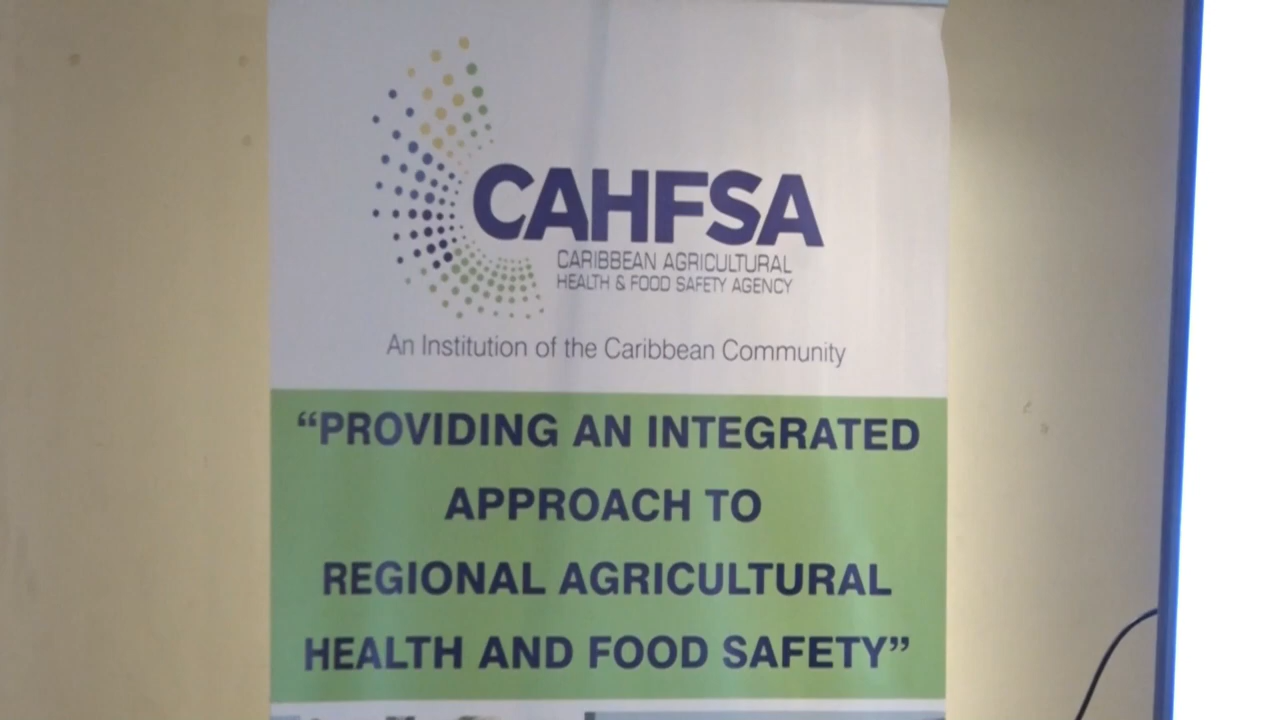 CAHFSA
CARIBBEAN AGRICULTURAL
HEALTH & FOOD SAFETY AGENCY
An Institution of the Caribbean Community
“PROVIDING AN INTEGRATED
APPROACH TO
REGIONAL AGRICULTURAL
HEALTH AND FOOD SAFETY”